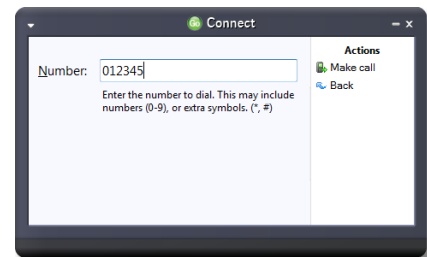 Connect
Number: 012345
Enter the number to dial. This may include
numbers (0-9), or extra symbols. (*, #)
Actions
Make call
Back